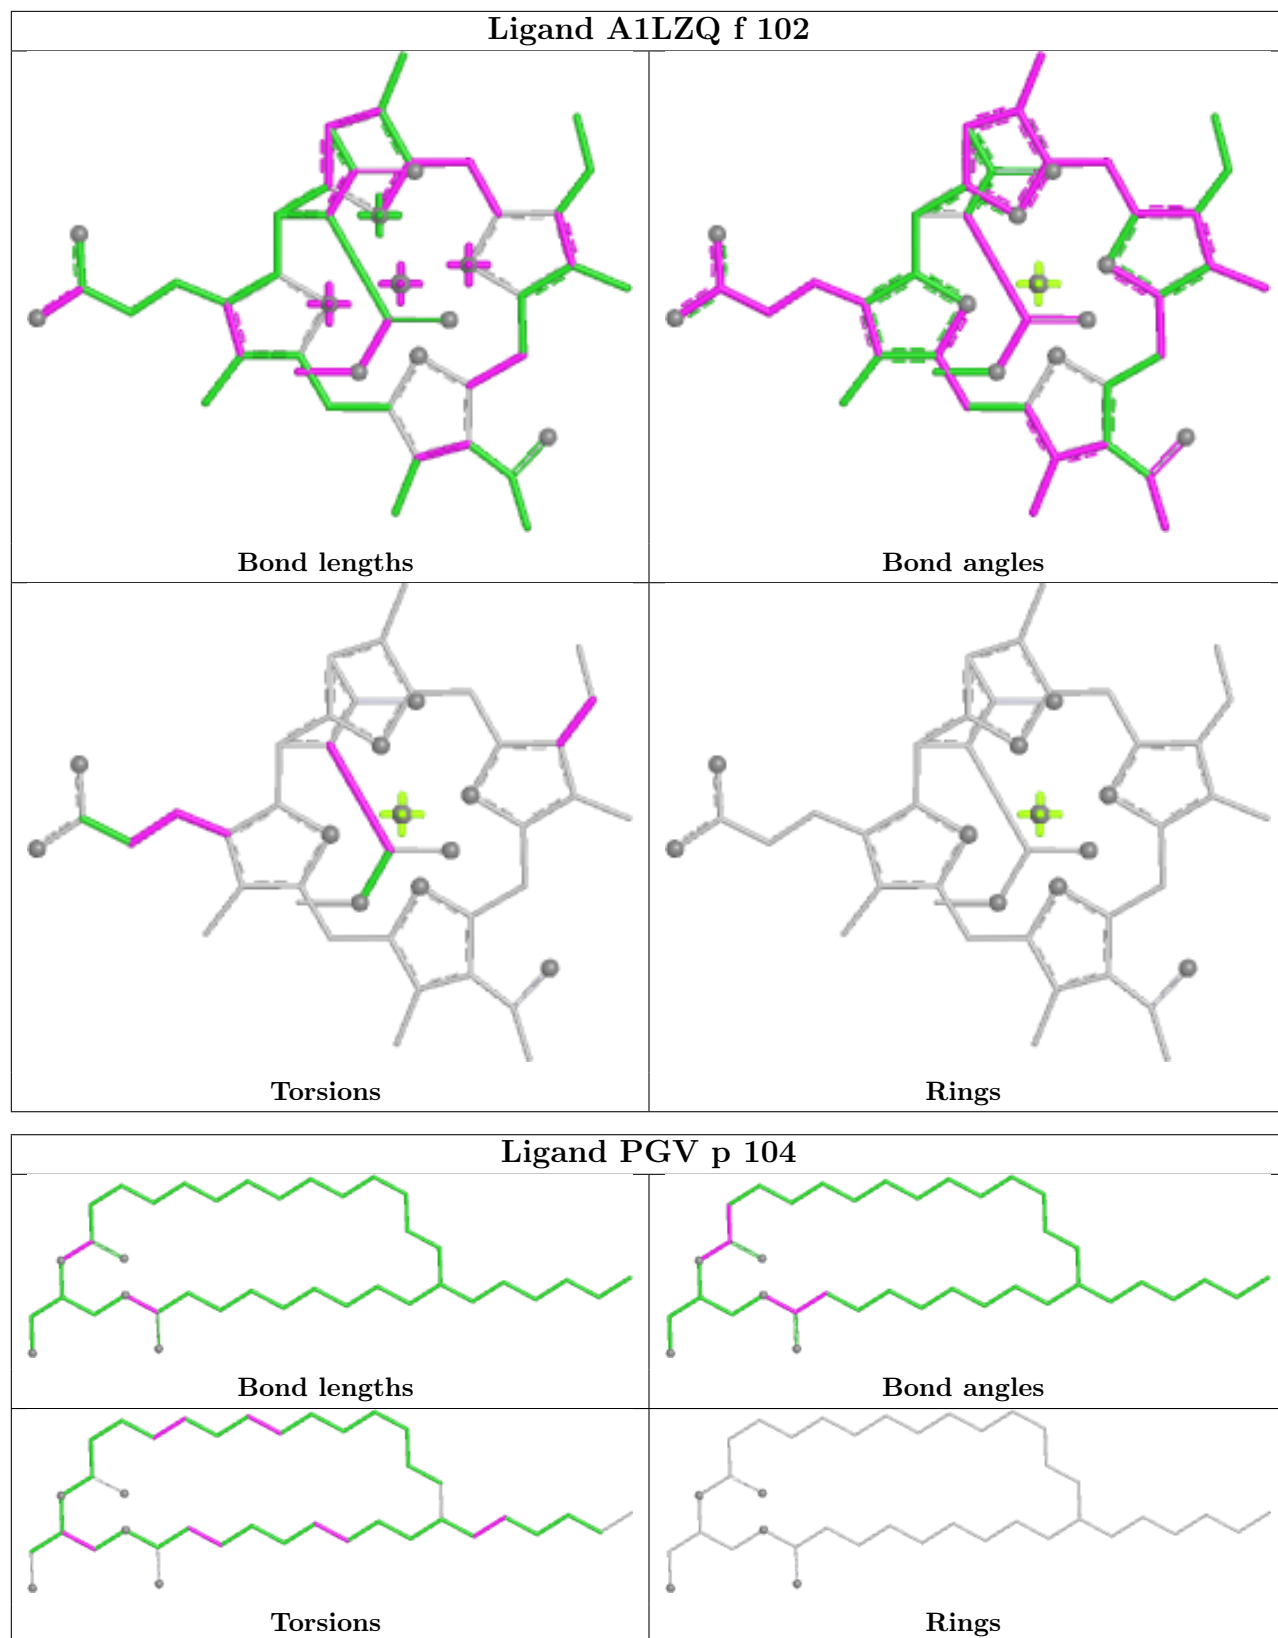 Ligand A1LZQ f 102
Bond lengths
Bond angles
Torsions
Rings
Ligand PGV p 104
Bond lengths
Bond angles
Torsions
Rings